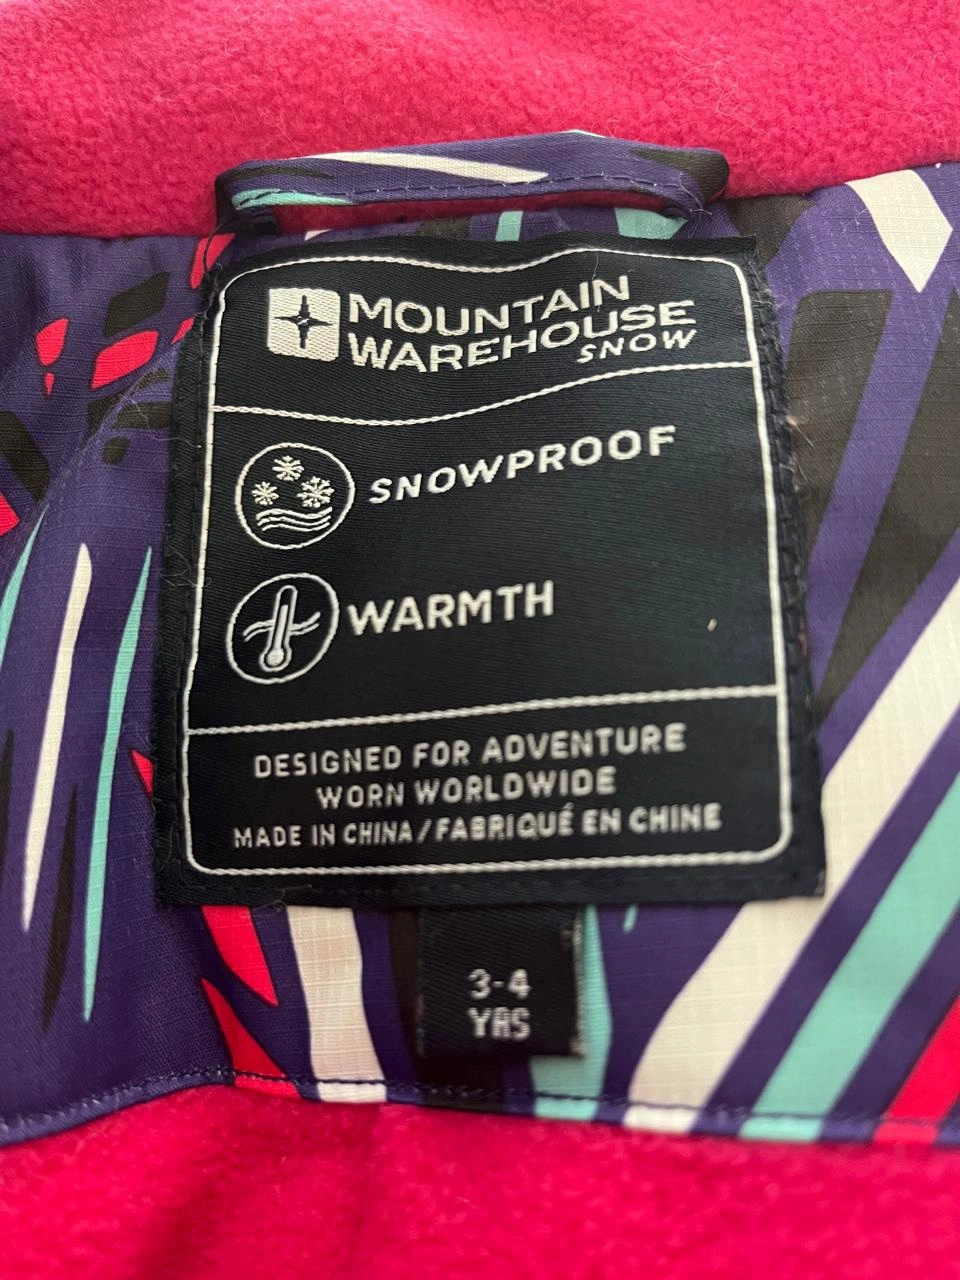 MOUNTAIN
WAREHOUSE
SNOW
SNOWPROOF
WARMTH
DESIGNED FOR ADVENTURE
WORN WORLDWIDE
MADE IN CHINA / FABRIQUÉ EN CHINE
3-4
YRS